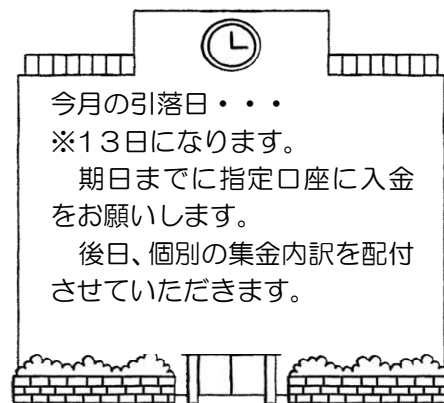 今月の引落日・・・
※13日になります。
　期日までに指定口座に入金
をお願いします。
　後日、個別の集金内訳を配付
させていただきます。